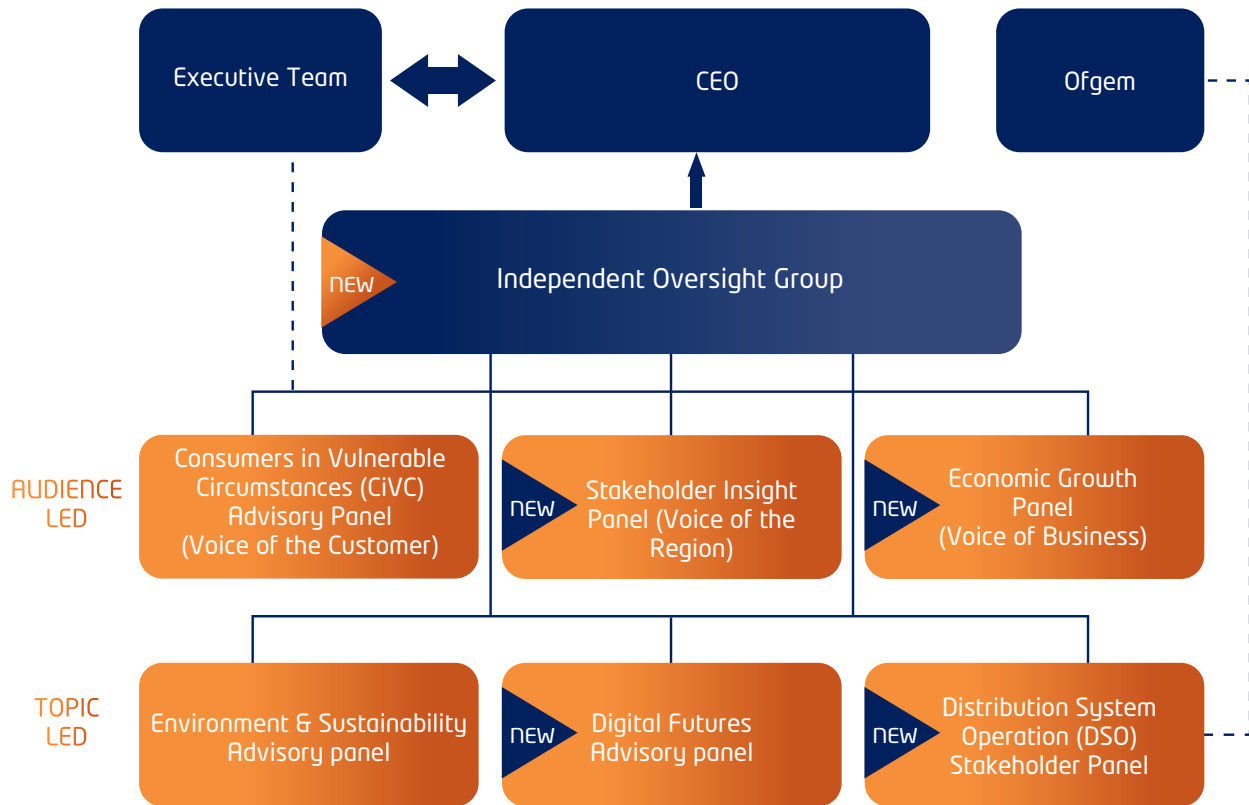 Executive Team
CEO
Ofgem
NEW
Independent Oversight Group
AUDIENCE
LED
Consumers in Vulnerable
Circumstances (CiVC)
Advisory Panel
(Voice of the Customer)
NEW
Stakeholder Insight
Panel (Voice of the
Region)
NEW
Economic Growth
Panel
(Voice of Business)
TOPIC
LED
Environment & Sustainability
Advisory panel
NEW
Digital Futures
Advisory panel
NEW
Distribution System
Operation (DSO)
Stakeholder Panel